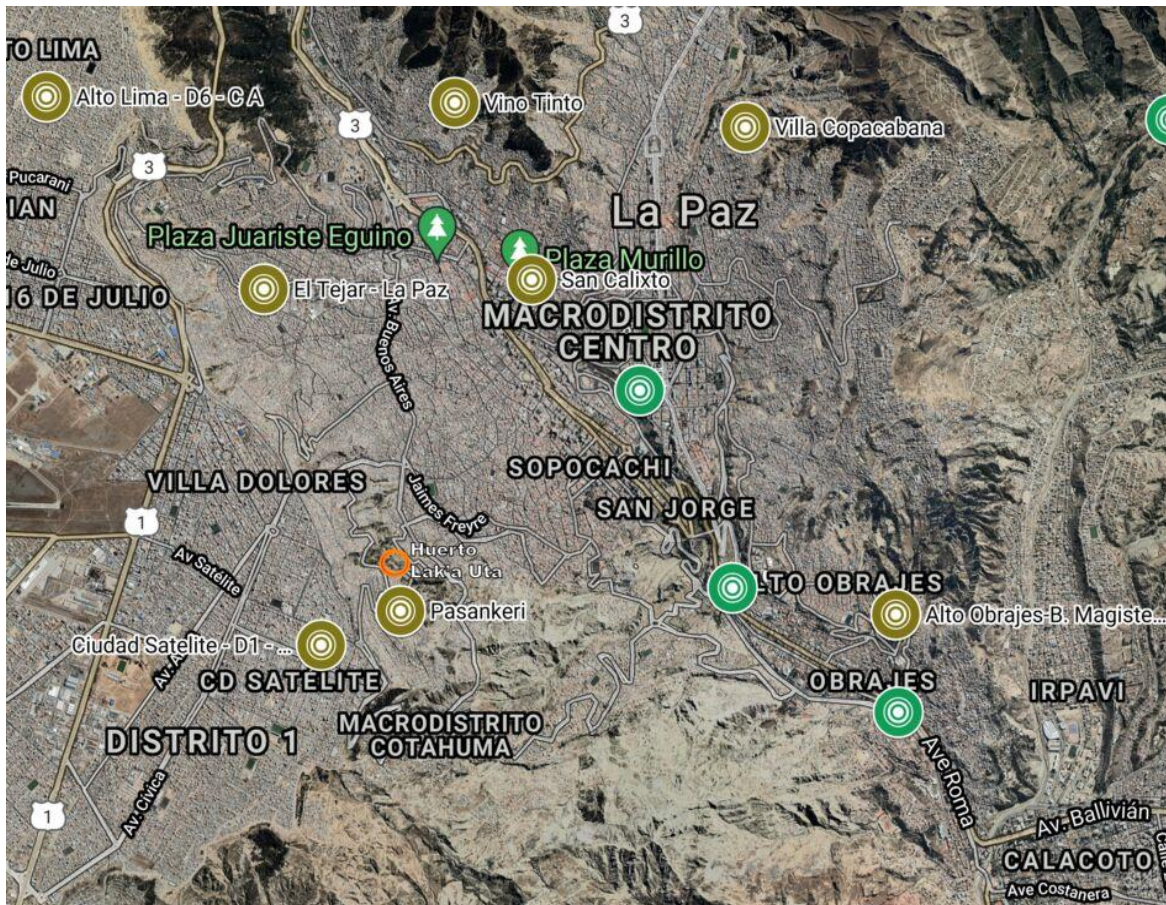 3
TO LIMA
Alto Lima - D6 - C A
Vino Tinto
3
Villa Copacabana
3
Pucarani
IAN
La Paz
Plaza Juariste Eguino
Plaza Murillo
de Julio
San Calixto
16 DE JULIO
El Tejar - La Paz
MACRODISTRITO
CENTRO
Av. Buenos Aires
SOPOCACHI
VILLA DOLORES
Jaimes Freyre
SAN JORGE
1
Av Satélite
Huerto
Lak'a Uta
LTO OBRAJES
Pasankeri
Alto Obrajes-B. Magiste...
Ciudad Satelite - D1 - ...
CD SATÉLITE
OBRAJES
IRPAVI
MACRODISTRITO
COTAHUMA
DISTRITO 1
Ave Roma
Av. Cívica
1
Av. Ballivián
CALACOTO
Ave Costanera